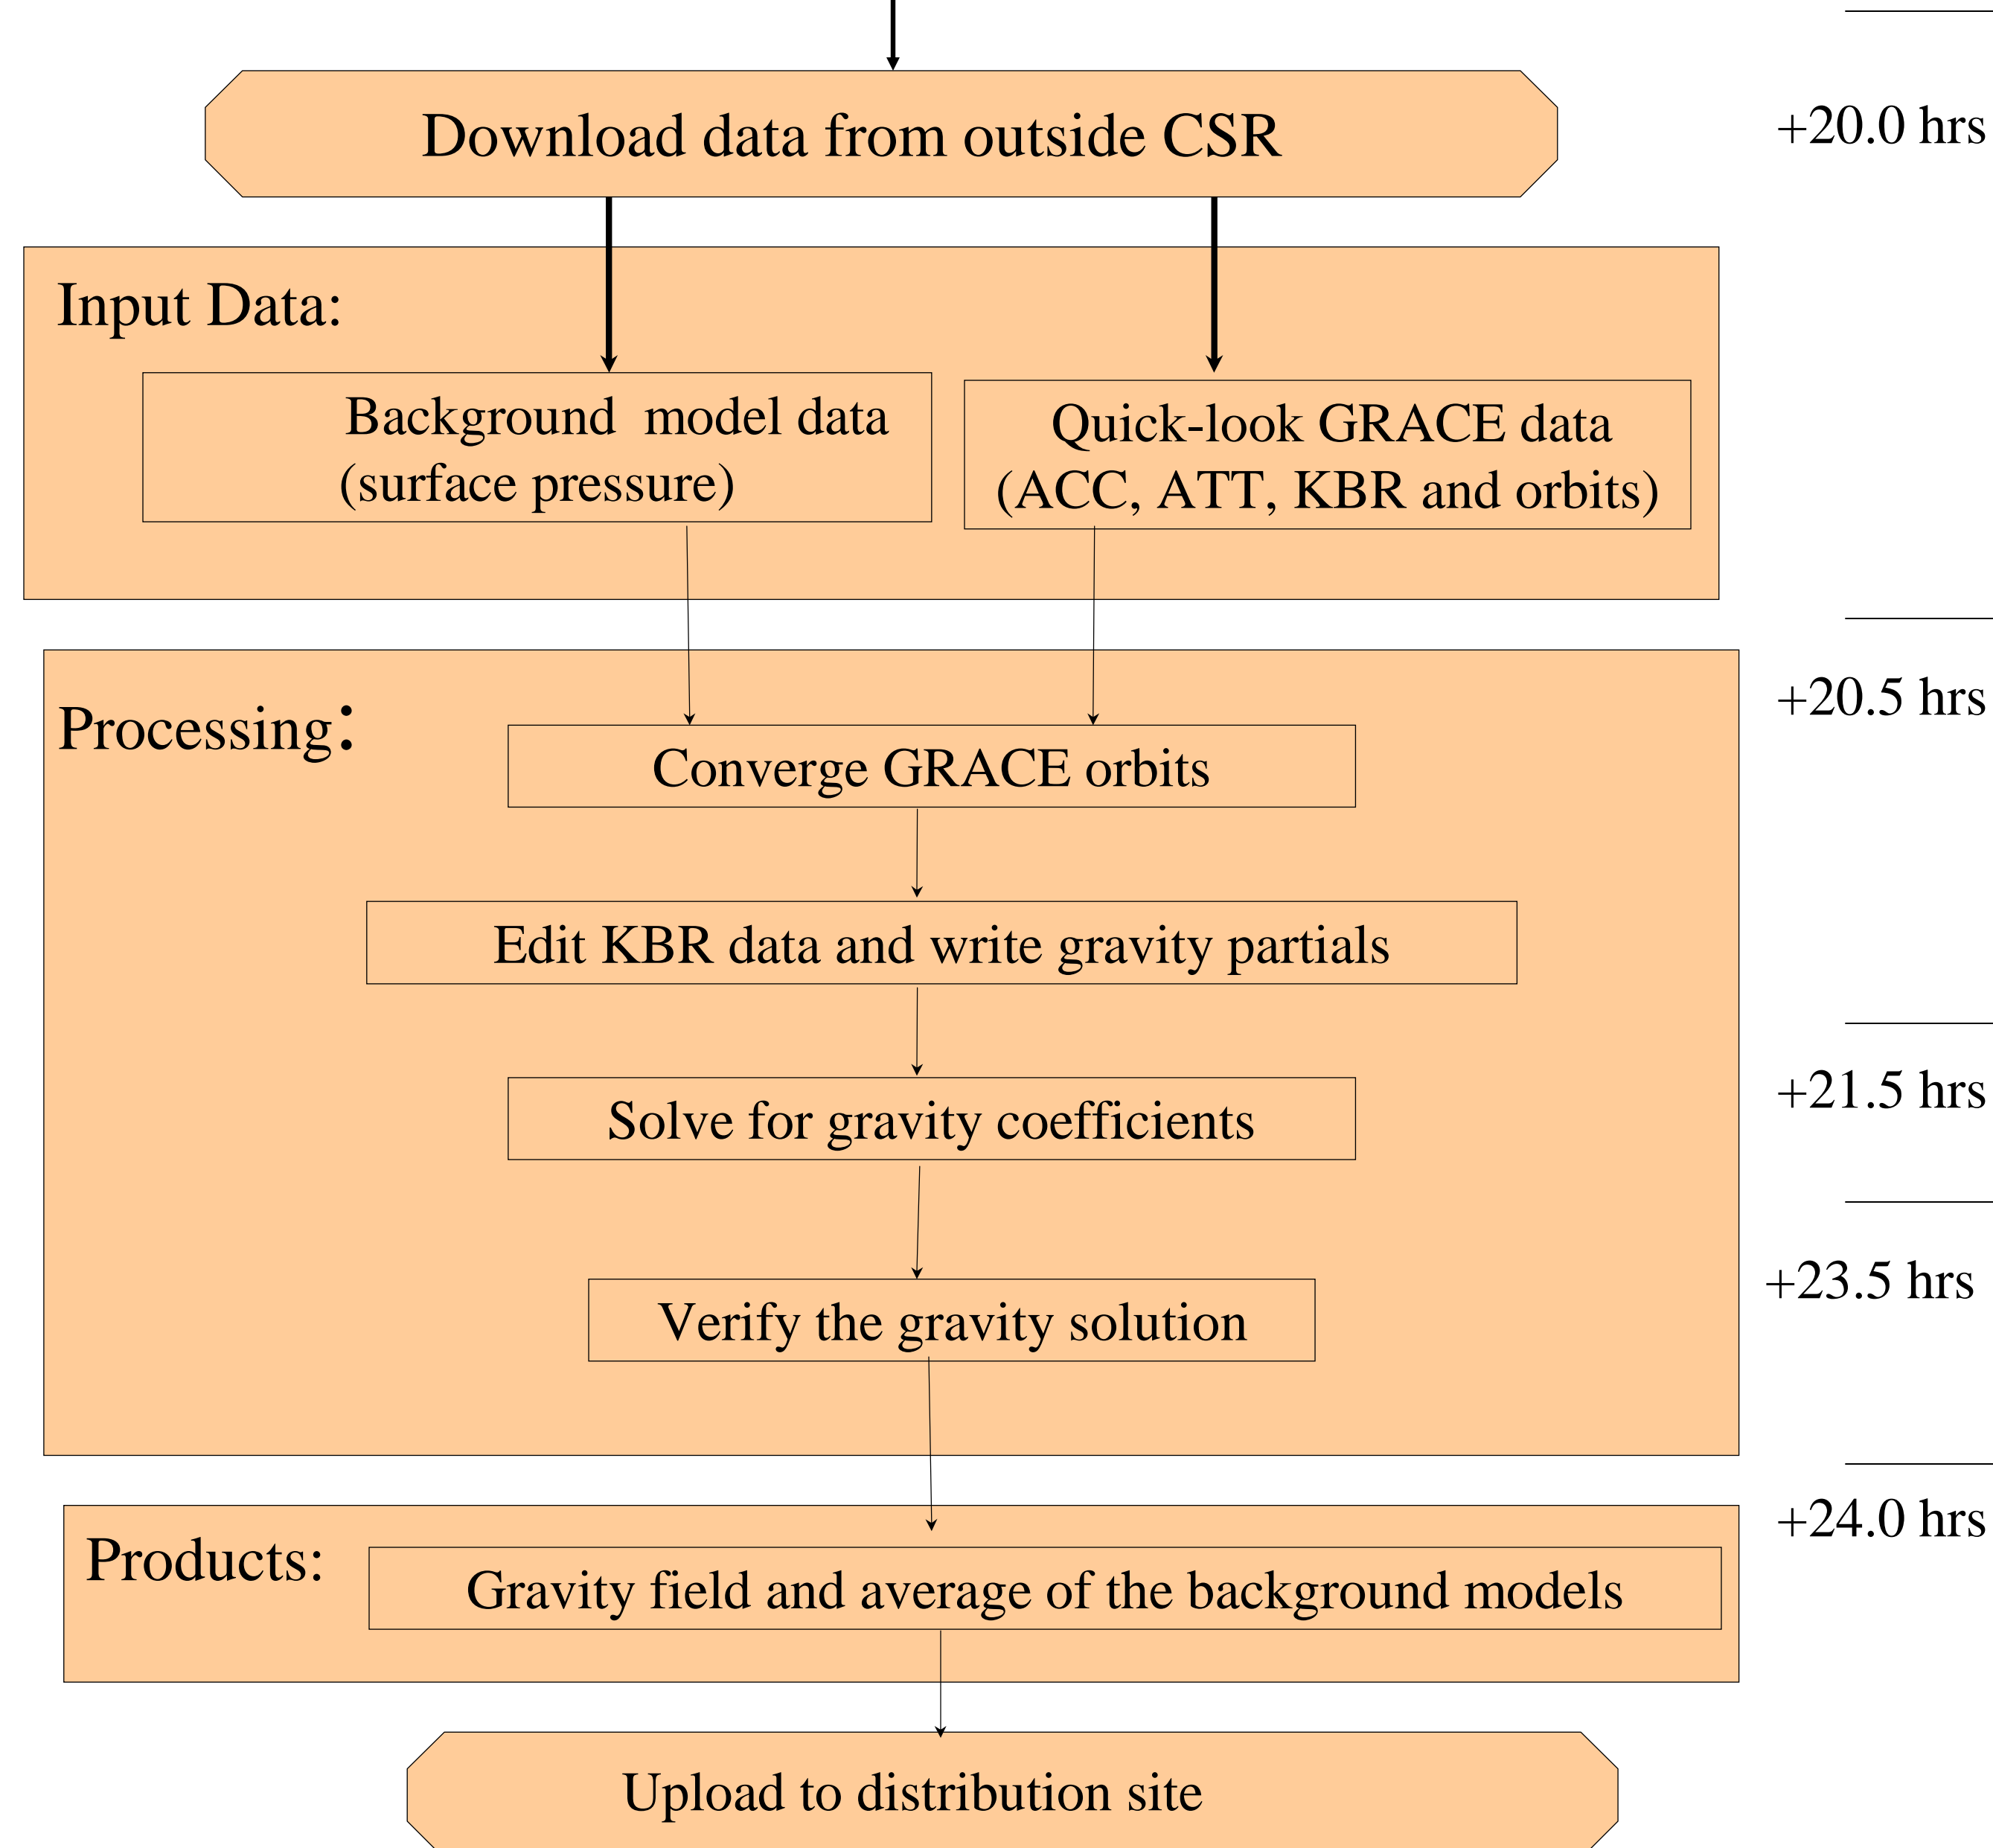 Download data from outside CSR
+20.0 hrs
Input Data:
Background model data
(surface pressure)
Quick-look GRACE data
(ACC, ATT, KBR and orbits)
Processing:
+20.5 hrs
Converge GRACE orbits
Edit KBR data and write gravity partials
Solve for gravity coefficients
+21.5 hrs
Verify the gravity solution
+23.5 hrs
Products:
+24.0 hrs
Gravity field and average of the background models
Upload to distribution site